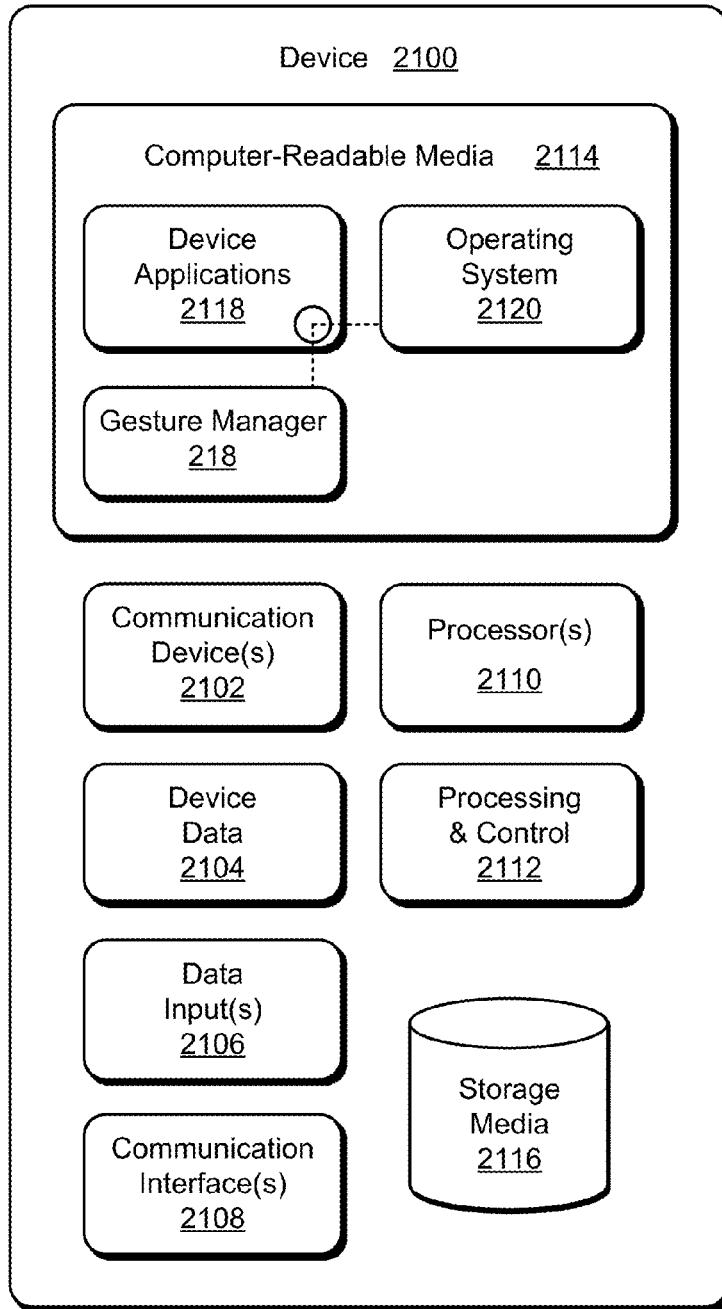 Device 2100
Computer-Readable Media 2114
Device
Applications
2118
Operating
System
2120
Gesture Manager
218
Communication
Device(s)
2102
Processor(s)
2110
Device
Data
2104
Processing
& Control
2112
Data
Input(s)
2106
Storage
Media
2116
Communication
Interface(s)
2108